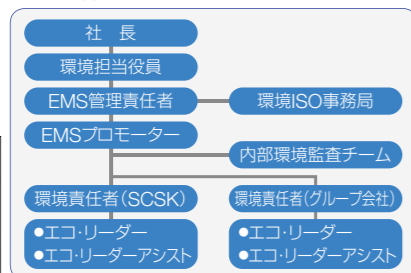 社　長
環境担当役員
EMS管理責任者
環境ISO事務局
EMSプロモーター
内部環境監査チーム
環境責任者(SCSK)
環境責任者(グループ会社)
●エコ・リーダー
●エコ・リーダーアシスト
●エコ・リーダー
●エコ・リーダーアシスト